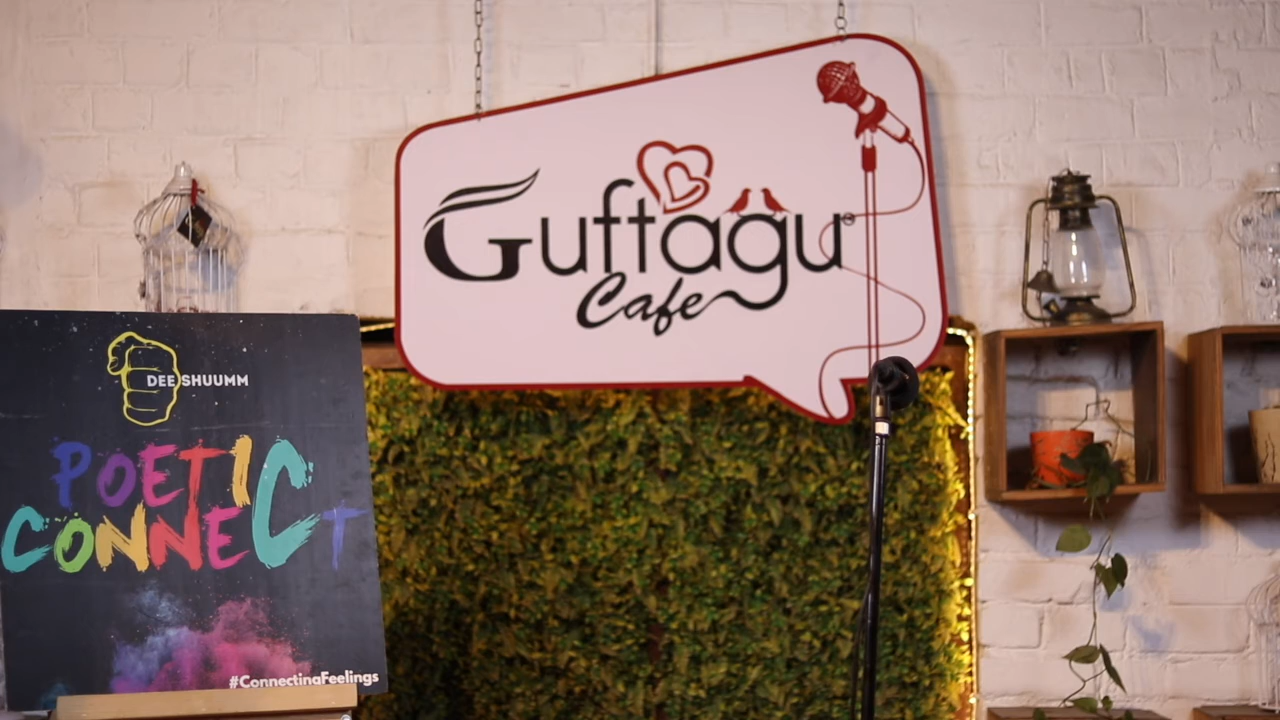 Guftagu
Cafe
DEE SHUUMM
POETIC
CONNECT
#ConnectingFeelings